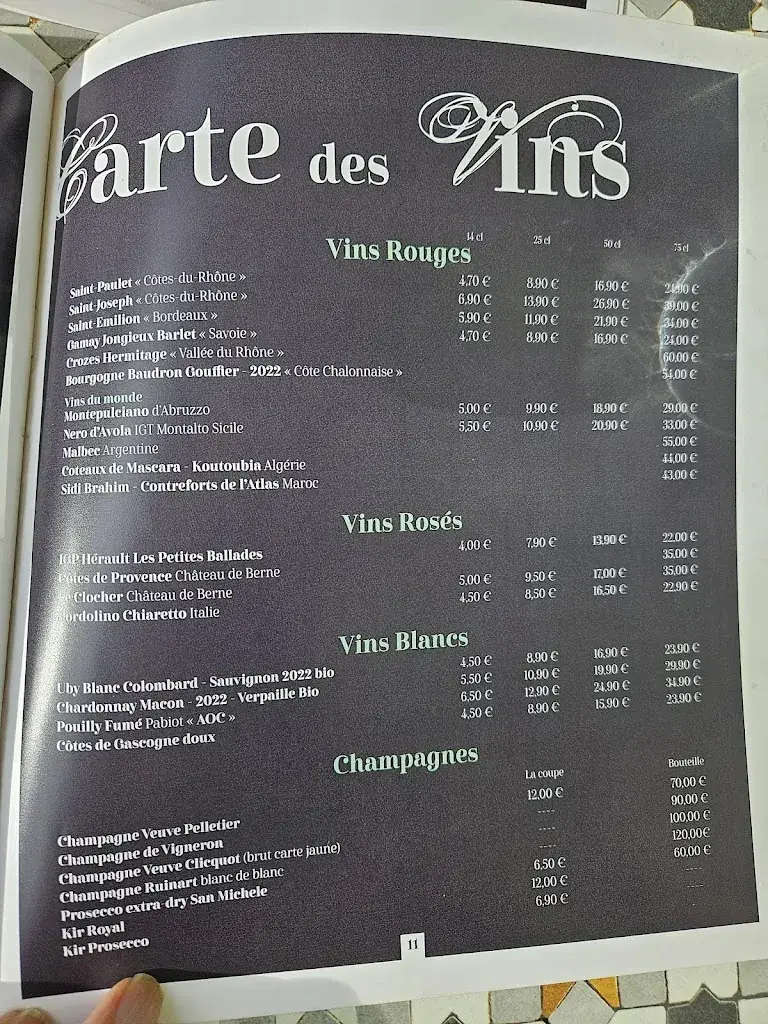 Carte des Vins
Vins Rouges 14 cl 25 cl 50 cl 75 cl
Saint-Paulet « Côtes-du-Rhône » 4,70 € 8,90 € 16,90 € 24,90 €
Saint-Joseph « Côtes-du-Rhône » 6,90 € 13,90 € 26,90 € 39,00 €
Saint-Emilion « Bordeaux » 5,90 € 11,90 € 21,90 € 34,00 €
Gamay Jongieux Barlet « Savoie » 4,70 € 8,90 € 16,90 € 24,00 €
Crozes Hermitage « Vallée du Rhône » 60,00 €
Bourgogne Baudron Gouffier - 2022 « Côte Chalonnaise » 54,00 €
Vins du monde
Montepulciano d'Abruzzo 5,00 € 9,90 € 18,90 € 29,00 €
Nero d'Avola IGT Montalto Sicile 5,50 € 10,90 € 20,90 € 33,00 €
Malbec Argentine 55,00 €
Coteaux de Mascara - Koutoubia Algérie 44,00 €
Sidi Brahim - Contreforts de l'Atlas Maroc 43,00 €
Vins Rosés
IGP Hérault Les Petites Ballades 4,00 € 7,90 € 13,90 € 22,00 €
Côtes de Provence Château de Berne 35,00 €
Clocher Château de Berne 5,00 € 9,50 € 17,00 € 35,00 €
Chiaretto Italie 4,50 € 8,50 € 16,50 € 22,90 €
Vins Blancs
Uby Blanc Colombard - Sauvignon 2022 bio 4,50 € 8,90 € 16,90 € 23,90 €
Chardonnay Macon - 2022 - Verpaille Bio 5,50 € 10,90 € 19,90 € 29,90 €
Pouilly Fumé Pabiot « AOC » 6,50 € 12,90 € 24,90 € 34,90 €
Côtes de Gascogne doux 4,50 € 8,90 € 15,90 € 23,90 €
Champagnes La coupe Bouteille
Champagne Veuve Pelletier 12,00 € 70,00 €
Champagne de Vigneron ---- 90,00 €
Champagne Veuve Clicquot (brut carte jaune) ---- 100,00 €
Champagne Ruinart blanc de blanc ---- 120,00€
Prosecco extra-dry San Michele 6,50 € 60,00 €
Kir Royal 12,00 € ----
Kir Prosecco 6,90 € ----
11